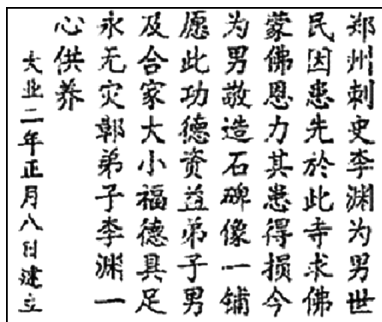 郑州刺史李渊为男世
民因患先於此寺求佛
蒙佛恩力其患得损今
为男敬造石碑像一铺
愿此功德资益弟子男
及合家大小福德具足
永无灾鄣弟子李渊一
心供养
大业二年正月八日建立